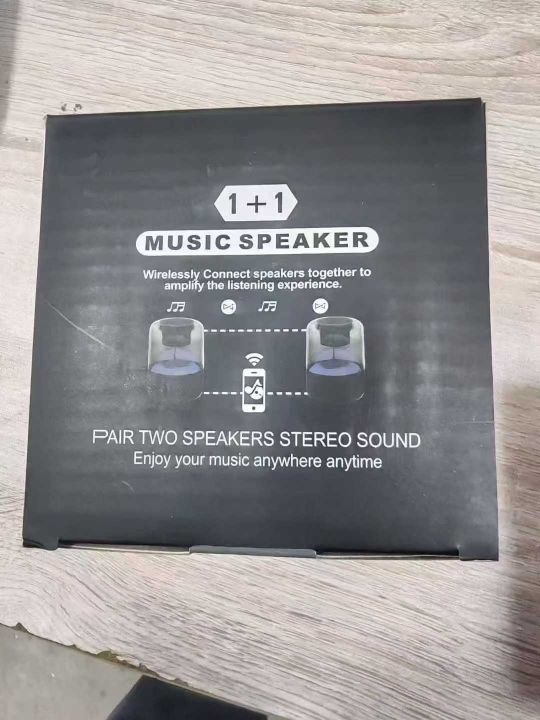 1+1
MUSIC SPEAKER
Wirelessly Connect speakers together to
amplify the listening experience.
PAIR TWO SPEAKERS STEREO SOUND
Enjoy your music anywhere anytime